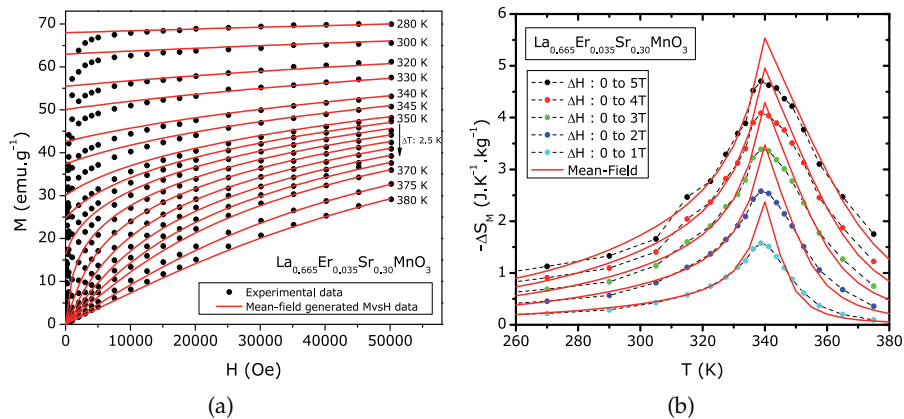 (a)
70
60
50
40
30
20
10
0
M (emu.g⁻¹)
280 K
300 K
320 K
330 K
340 K
345 K
350 K
ΔT: 2.5 K
370 K
375 K
380 K
La₀.₆₆₅Er₀.₀₃₅Sr₀.₃₀MnO₃
Experimental data
Mean-field generated MvsH data
0 10000 20000 30000 40000 50000
H (Oe)
(a)
(b)
6
5
4
3
2
1
0
-ΔS_M (J.K⁻¹.kg⁻¹)
La₀.₆₆₅Er₀.₀₃₅Sr₀.₃₀MnO₃
ΔH : 0 to 5T
ΔH : 0 to 4T
ΔH : 0 to 3T
ΔH : 0 to 2T
ΔH : 0 to 1T
Mean-Field
260 280 300 320 340 360 380
T (K)
(b)